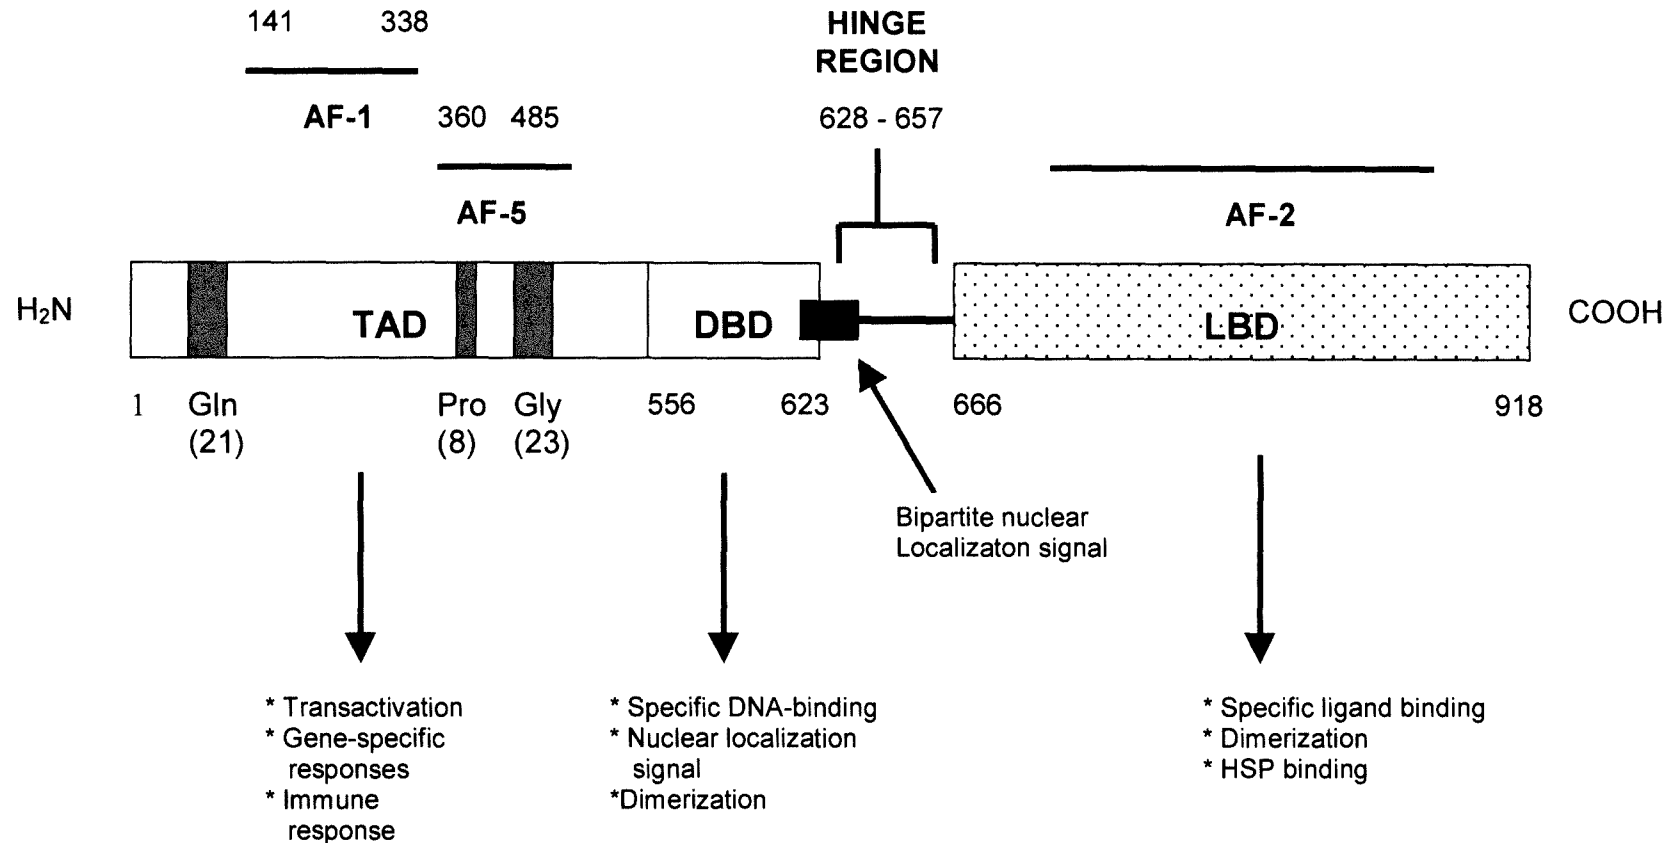 141 338
AF-1
360 485
AF-5
HINGE
REGION
628 - 657
AF-2
H₂N
TAD
DBD
LBD
COOH
1
Gln
(21)
Pro
(8)
Gly
(23)
556
623
666
918
Bipartite nuclear
Localizaton signal
* Transactivation
* Gene-specific
responses
* Immune
response
* Specific DNA-binding
* Nuclear localization
signal
*Dimerization
* Specific ligand binding
* Dimerization
* HSP binding